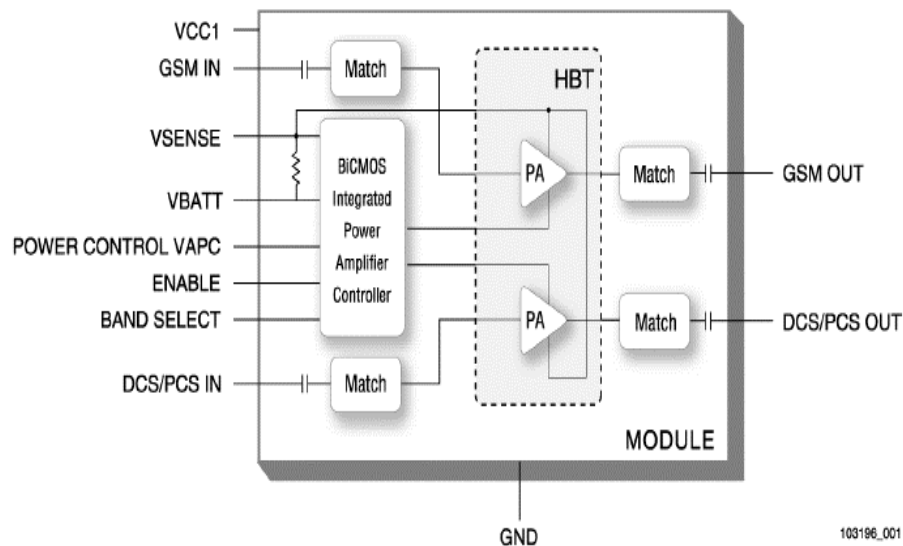 VCC1
GSM IN
Match
HBT
VSENSE
BiCMOS
Integrated
Power
Amplifier
Controller
PA
Match
GSM OUT
VBATT
POWER CONTROL VAPC
ENABLE
BAND SELECT
PA
Match
DCS/PCS OUT
DCS/PCS IN
Match
MODULE
GND
103196_001